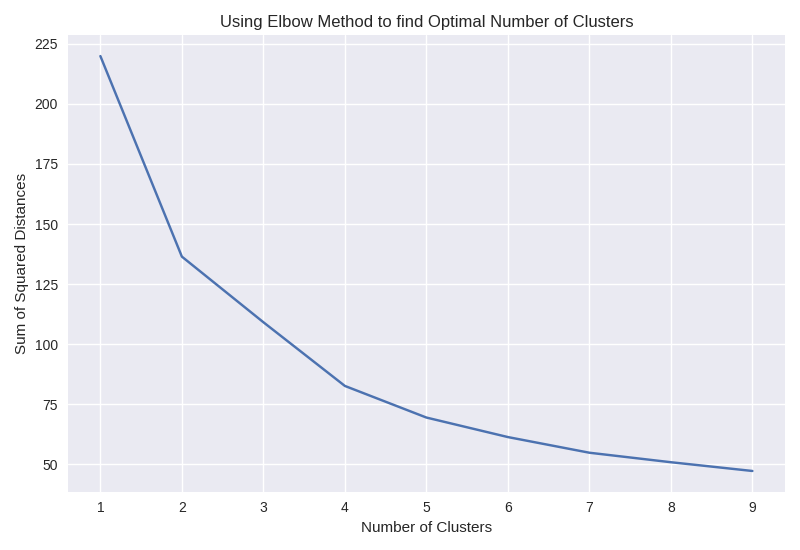 Using Elbow Method to find Optimal Number of Clusters
225
200
175
150
125
100
75
50
Sum of Squared Distances
1 2 3 4 5 6 7 8 9
Number of Clusters